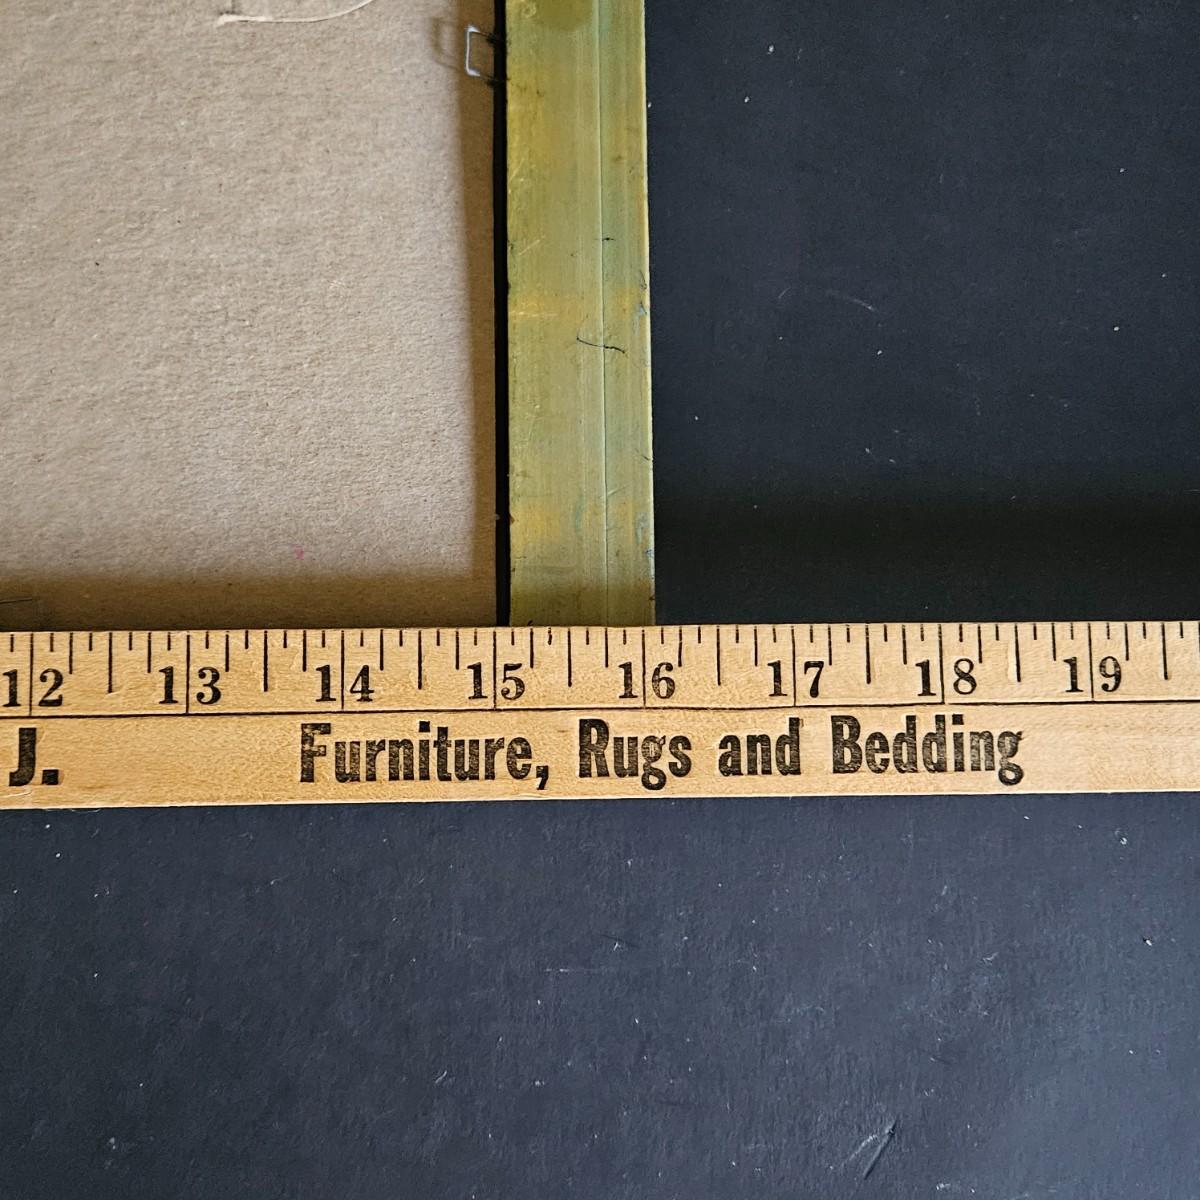 12 13 14 15 16 17 18 19
J. Furniture, Rugs and Bedding